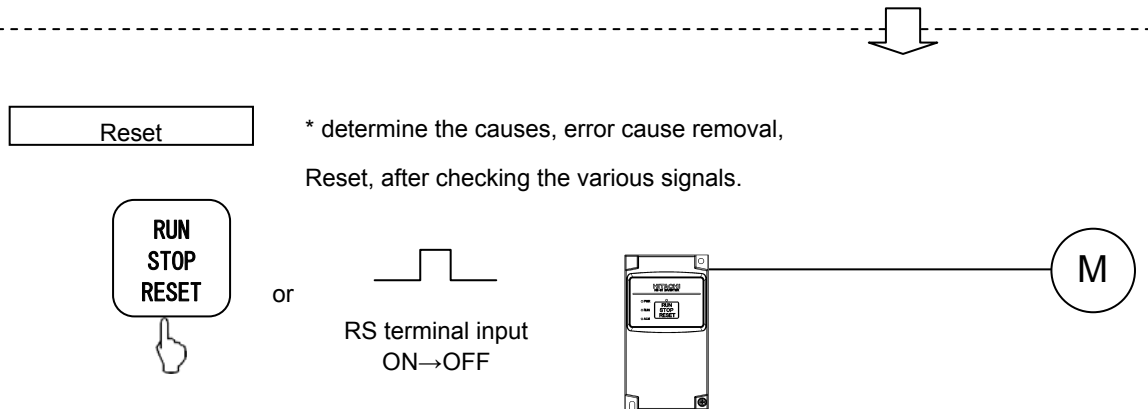 Reset
* determine the causes, error cause removal,
Reset, after checking the various signals.
RUN
STOP
RESET
or
RS terminal input
ON→OFF
HITACHI
RUN
STOP
RESET
M